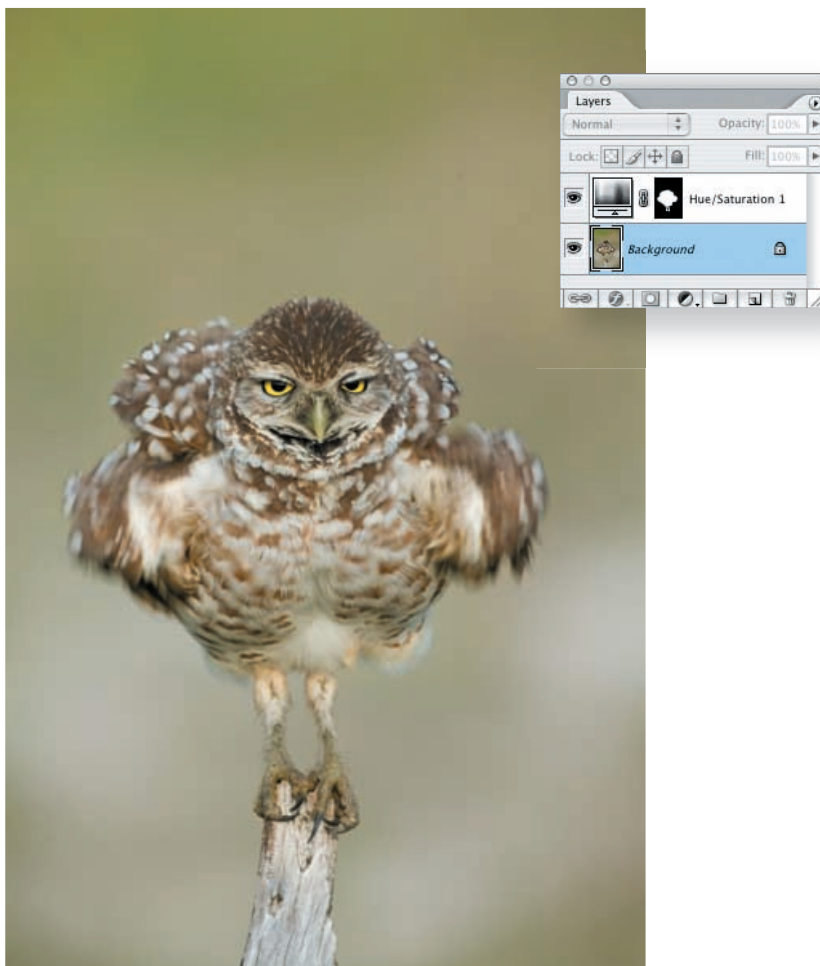 Layers
Normal Opacity: 100%
Lock: Fill: 100%
Hue/Saturation 1
Background